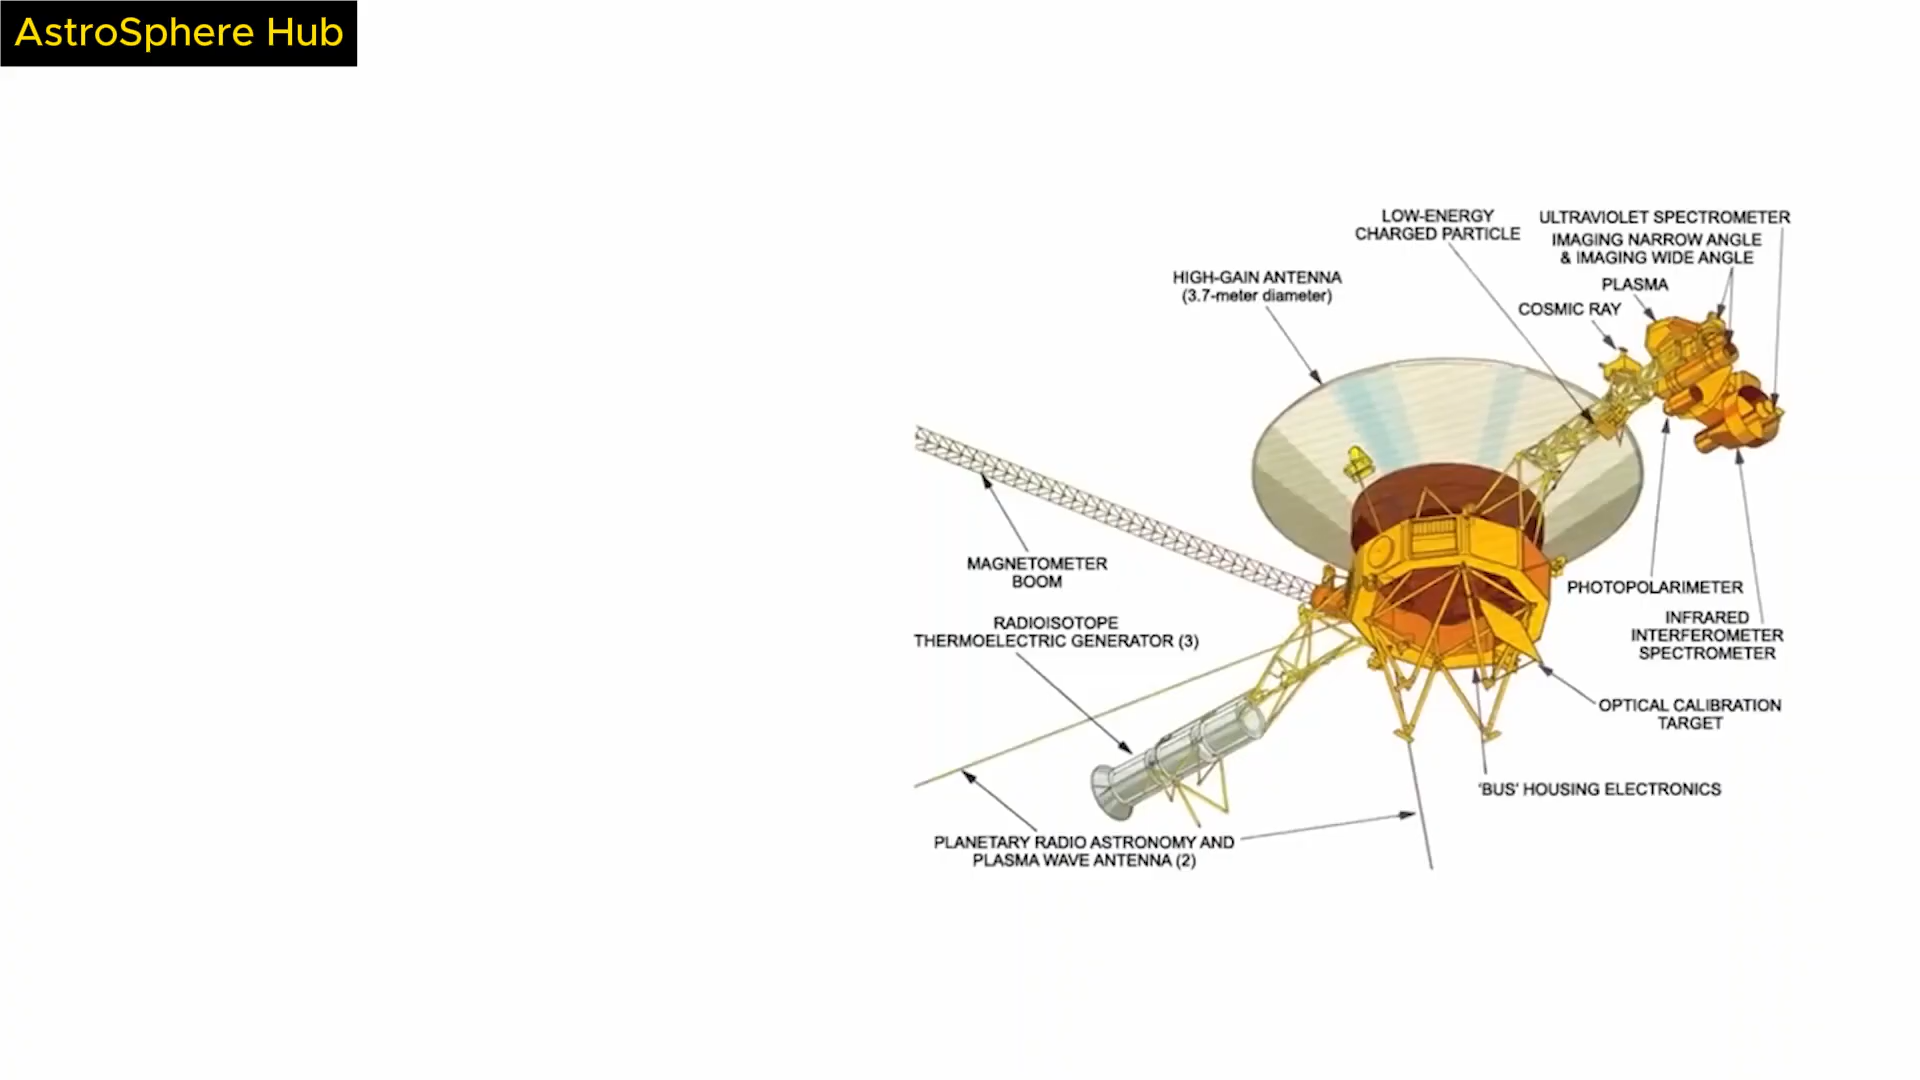 AstroSphere Hub
LOW-ENERGY
CHARGED PARTICLE
ULTRAVIOLET SPECTROMETER
IMAGING NARROW ANGLE
& IMAGING WIDE ANGLE
PLASMA
COSMIC RAY
HIGH-GAIN ANTENNA
(3.7-meter diameter)
MAGNETOMETER
BOOM
RADIOISOTOPE
THERMOELECTRIC GENERATOR (3)
PHOTOPOLARIMETER
INFRARED
INTERFEROMETER
SPECTROMETER
OPTICAL CALIBRATION
TARGET
'BUS' HOUSING ELECTRONICS
PLANETARY RADIO ASTRONOMY AND
PLASMA WAVE ANTENNA (2)